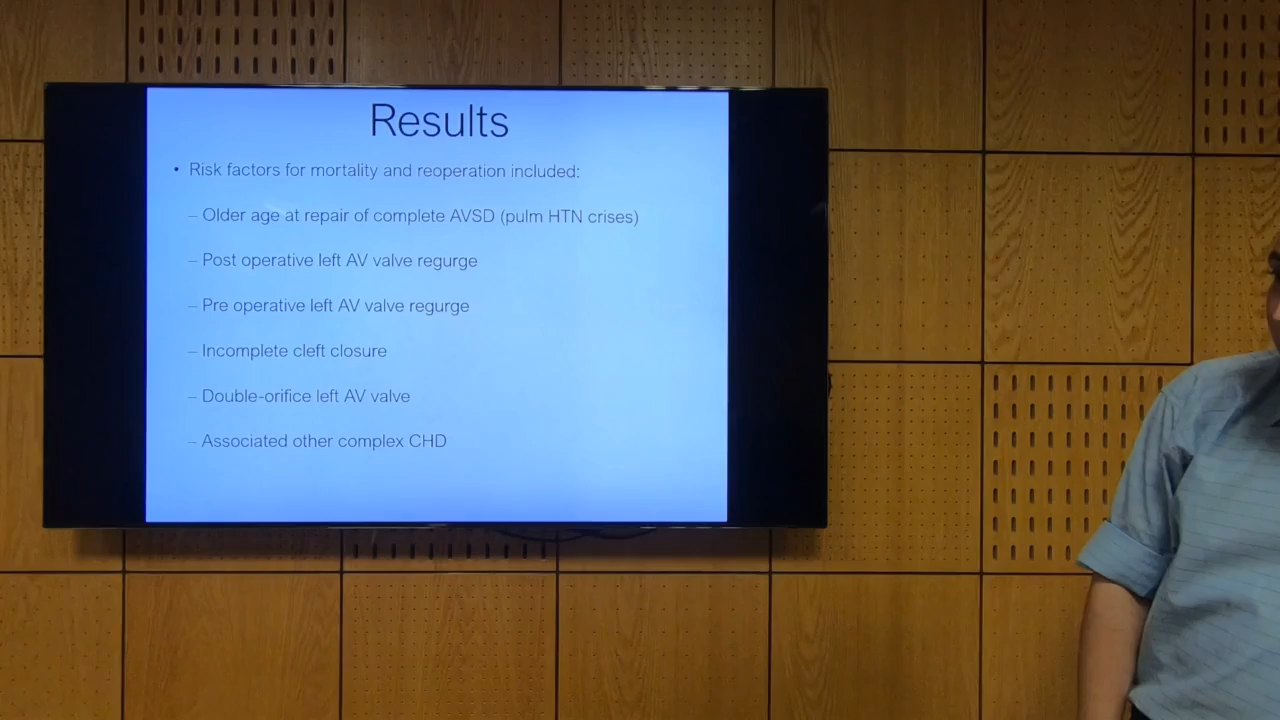 Results
• Risk factors for mortality and reoperation included:
– Older age at repair of complete AVSD (pulm HTN crises)
– Post operative left AV valve regurge
– Pre operative left AV valve regurge
– Incomplete cleft closure
– Double-orifice left AV valve
– Associated other complex CHD